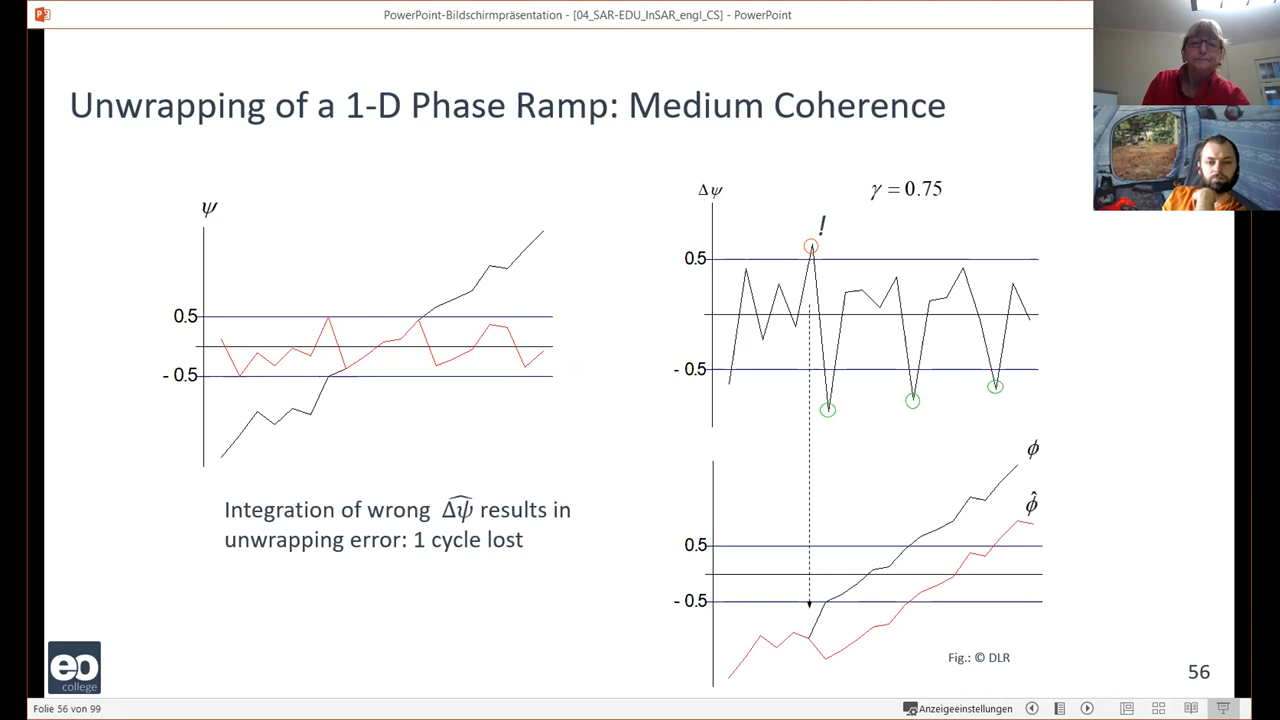 PowerPoint-Bildschirmpräsentation - [04_SAR-EDU_InSAR_engl_CS] - PowerPoint
Unwrapping of a 1-D Phase Ramp: Medium Coherence
ψ
0.5
- 0.5
Integration of wrong Δψ̂ results in
unwrapping error: 1 cycle lost
Δψ
γ = 0.75
!
0.5
- 0.5
ϕ
ϕ̂
0.5
- 0.5
Fig.: © DLR
eo
college
56
Folie 56 von 99
Anzeigeeinstellungen